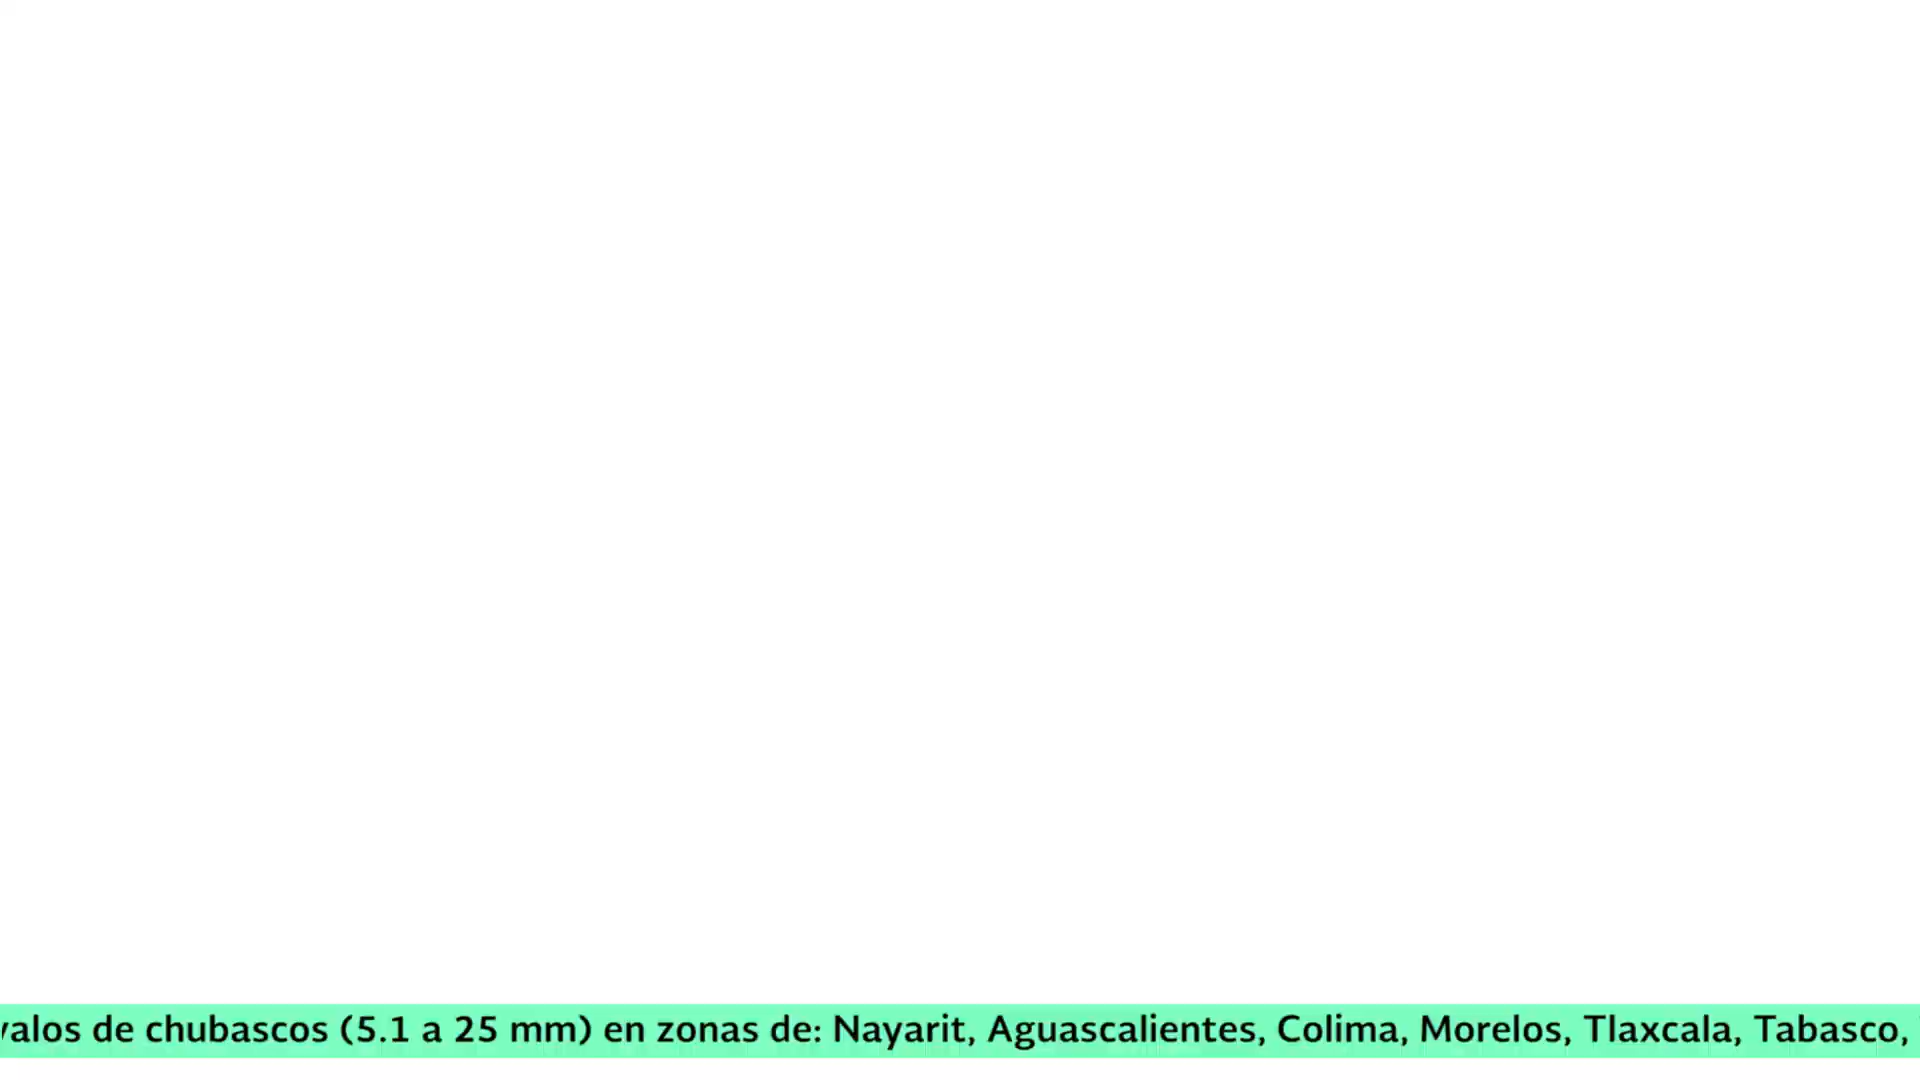 valos de chubascos (5.1 a 25 mm) en zonas de: Nayarit, Aguascalientes, Colima, Morelos, Tlaxcala, Tabasco,